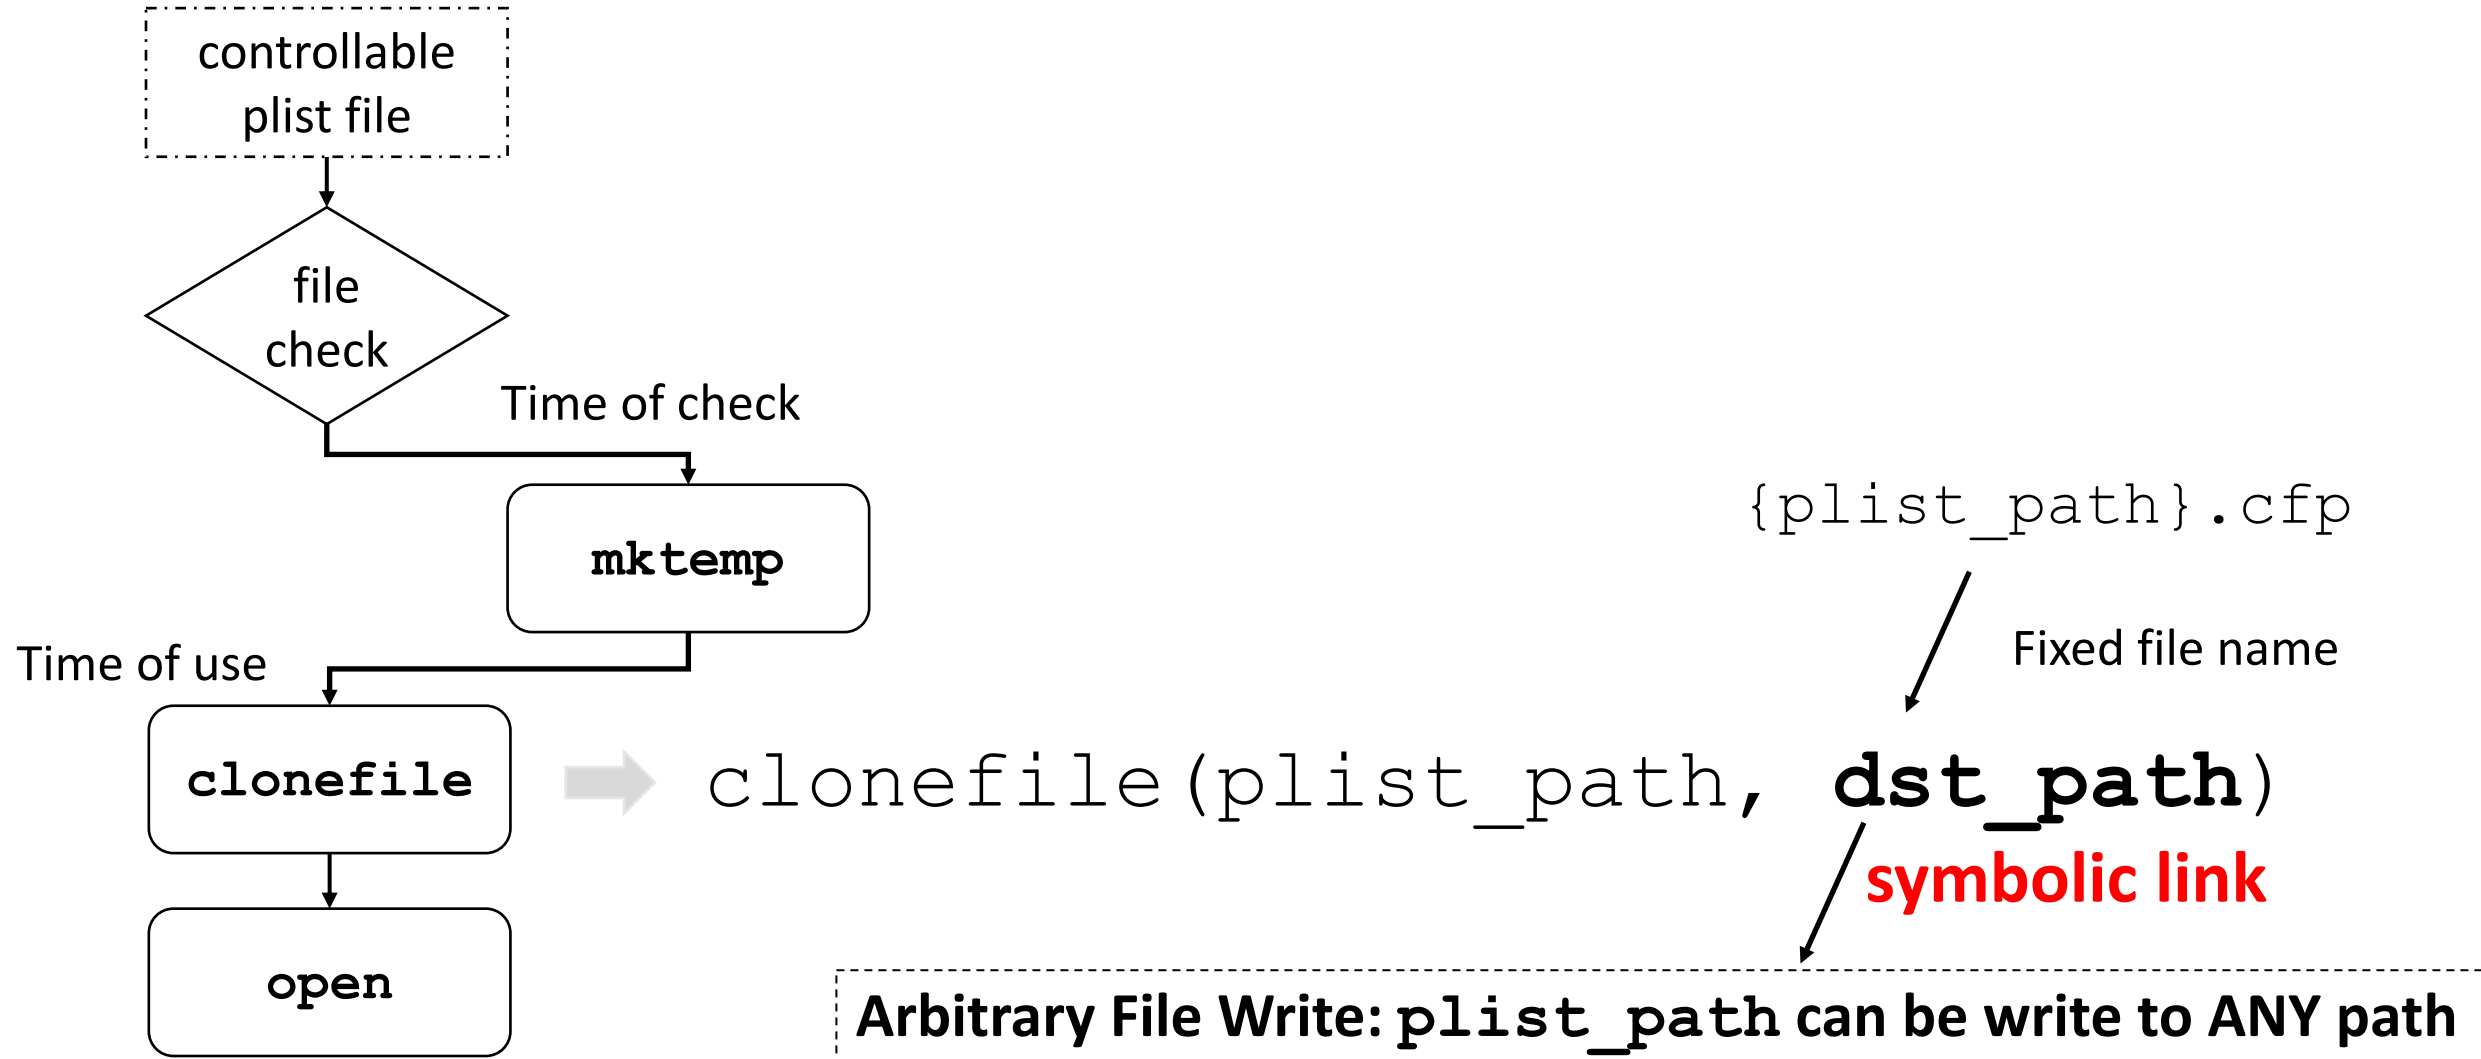 controllable
plist file
file
check
Time of check
mktemp
{plist_path}.cfp
Time of use
Fixed file name
clonefile
clonefile(plist_path, dst_path)
symbolic link
open
Arbitrary File Write: plist_path can be write to ANY path